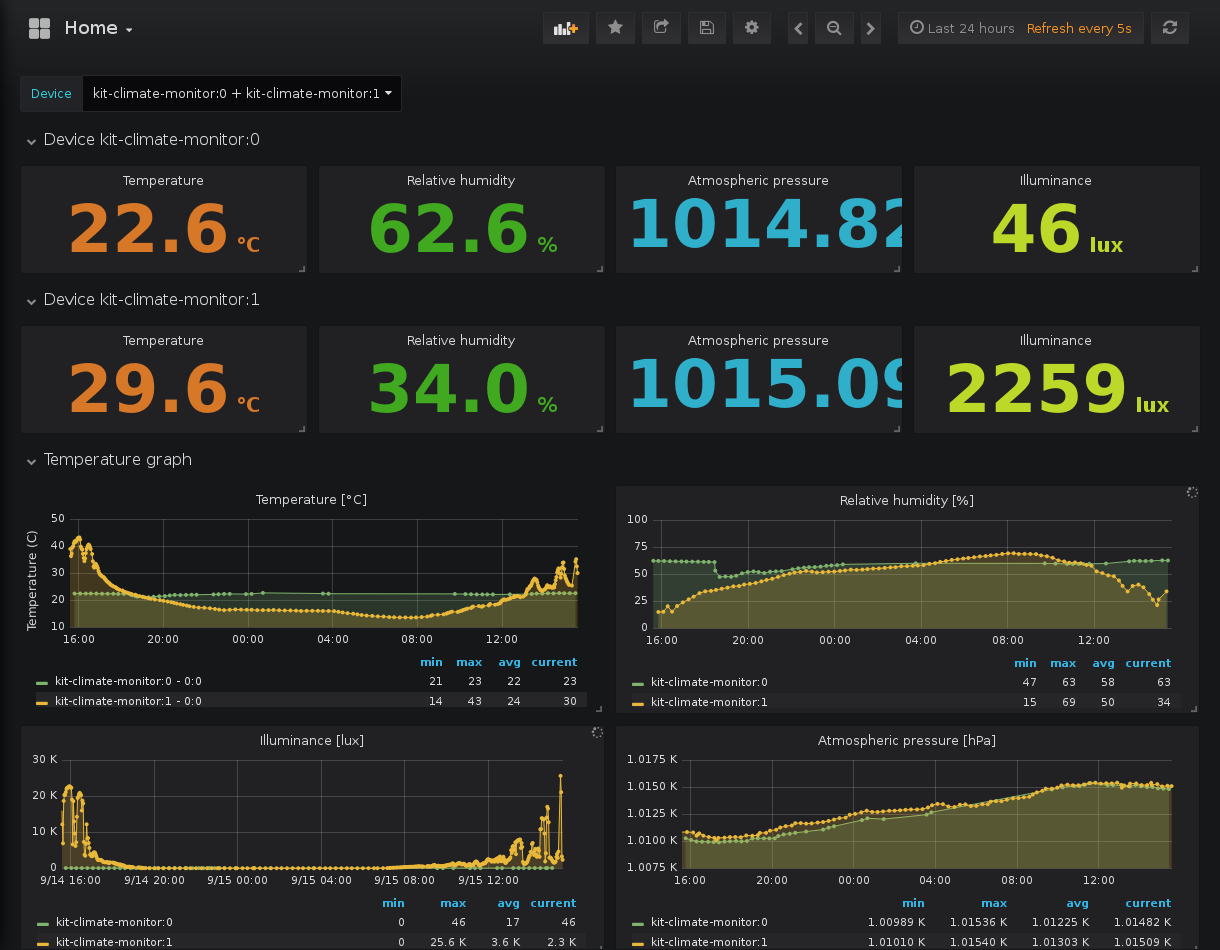 Home
Last 24 hours Refresh every 5s
Device kit-climate-monitor:0 + kit-climate-monitor:1
Device kit-climate-monitor:0
Temperature Relative humidity Atmospheric pressure Illuminance
22.6 °C 62.6 % 1014.82 46 lux
Device kit-climate-monitor:1
Temperature Relative humidity Atmospheric pressure Illuminance
29.6 °C 34.0 % 1015.09 2259 lux
Temperature graph
Temperature [°C]
Temperature (C)
50
40
30
20
10
16:00 20:00 00:00 04:00 08:00 12:00
min max avg current
kit-climate-monitor:0 - 0:0 21 23 22 23
kit-climate-monitor:1 - 0:0 14 43 24 30
Relative humidity [%]
100
75
50
25
0
16:00 20:00 00:00 04:00 08:00 12:00
min max avg current
kit-climate-monitor:0 47 63 58 63
kit-climate-monitor:1 15 69 50 34
Illuminance [lux]
30 K
20 K
10 K
0
9/14 16:00 9/14 20:00 9/15 00:00 9/15 04:00 9/15 08:00 9/15 12:00
min max avg current
kit-climate-monitor:0 0 46 17 46
kit-climate-monitor:1 0 25.6 K 3.6 K 2.3 K
Atmospheric pressure [hPa]
1.0175 K
1.0150 K
1.0125 K
1.0100 K
1.0075 K
16:00 20:00 00:00 04:00 08:00 12:00
min max avg current
kit-climate-monitor:0 1.00989 K 1.01536 K 1.01225 K 1.01482 K
kit-climate-monitor:1 1.01010 K 1.01540 K 1.01303 K 1.01509 K